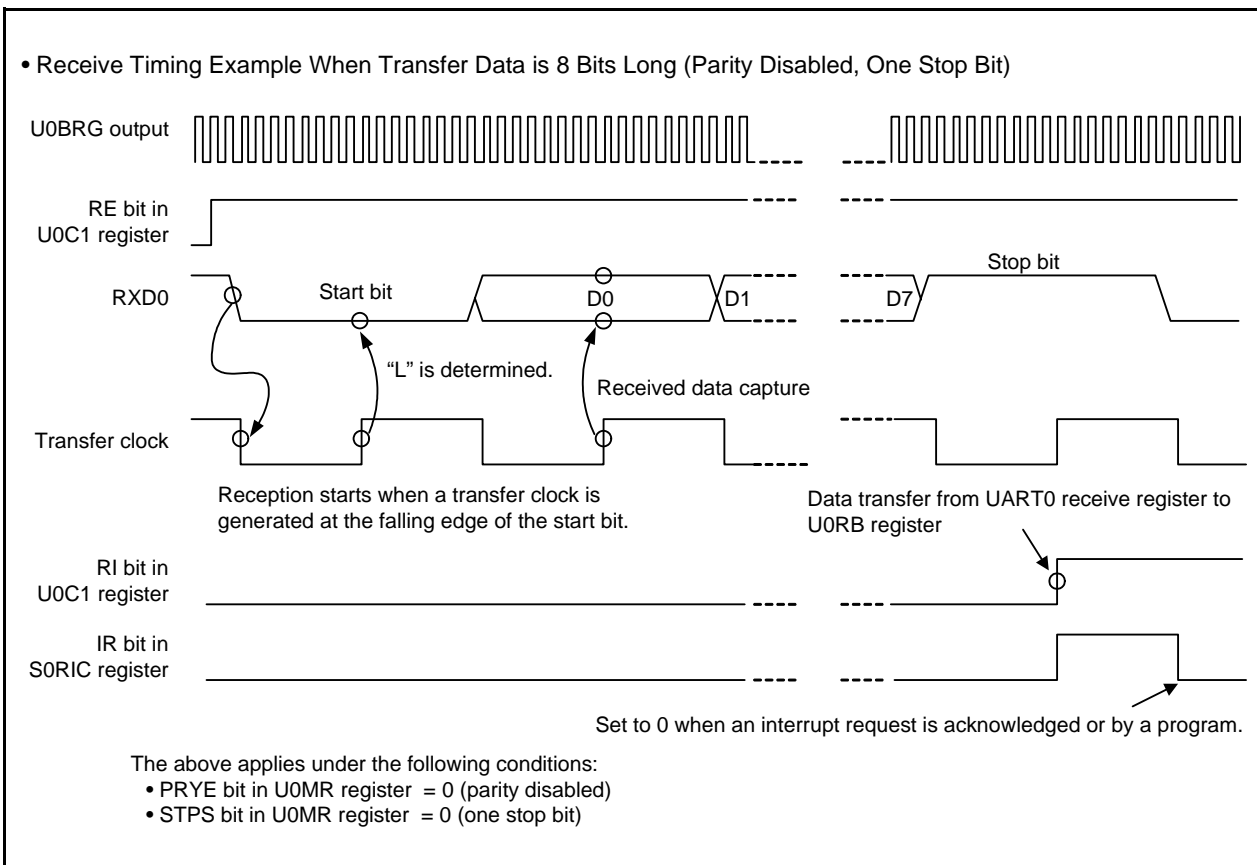 • Receive Timing Example When Transfer Data is 8 Bits Long (Parity Disabled, One Stop Bit)
U0BRG output
RE bit in
U0C1 register
RXD0
Start bit
D0
D1
D7
Stop bit
“L” is determined.
Received data capture
Transfer clock
Reception starts when a transfer clock is
generated at the falling edge of the start bit.
Data transfer from UART0 receive register to
U0RB register
RI bit in
U0C1 register
IR bit in
S0RIC register
Set to 0 when an interrupt request is acknowledged or by a program.
The above applies under the following conditions:
• PRYE bit in U0MR register = 0 (parity disabled)
• STPS bit in U0MR register = 0 (one stop bit)